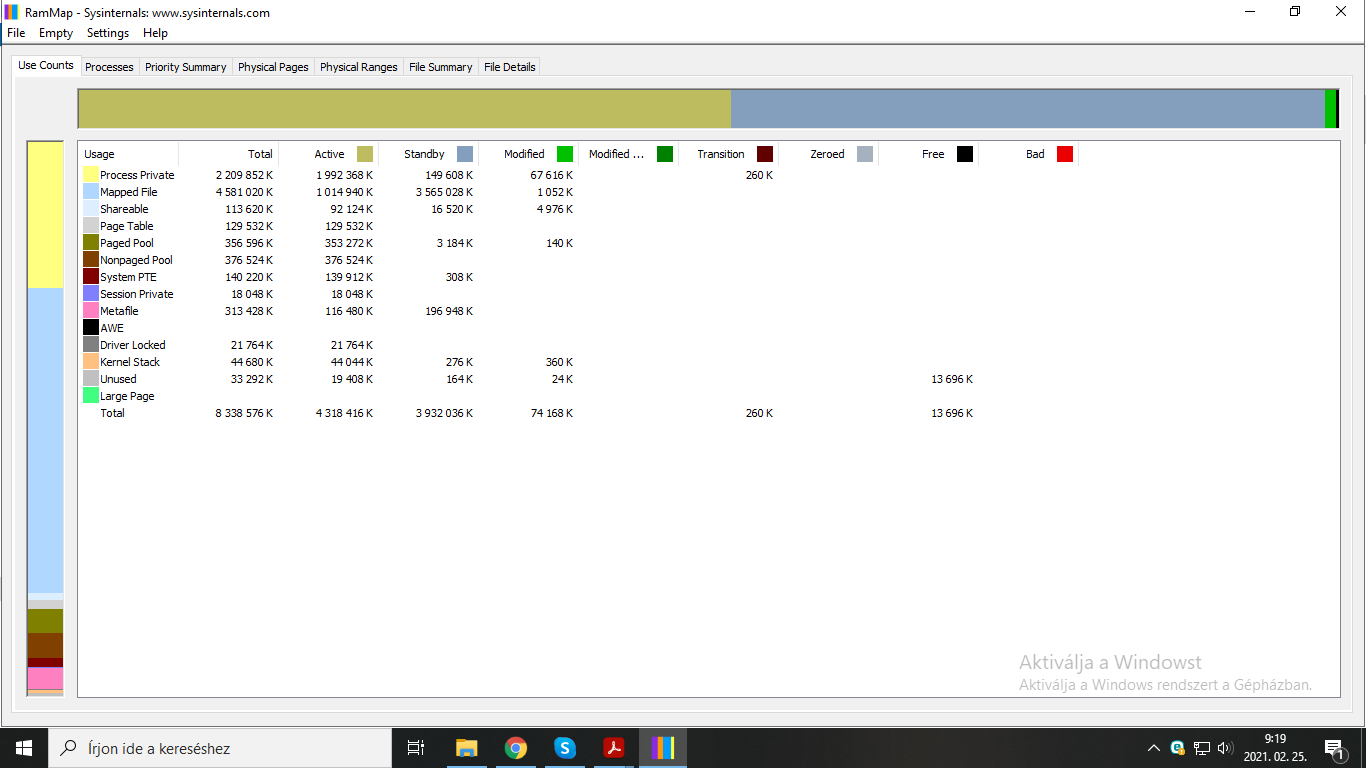 RamMap - Sysinternals: www.sysinternals.com
File Empty Settings Help
Use Counts Processes Priority Summary Physical Pages Physical Ranges File Summary File Details
Usage Total Active Standby Modified Modified ... Transition Zeroed Free Bad
Process Private 2 209 852 K 1 992 368 K 149 608 K 67 616 K 260 K
Mapped File 4 581 020 K 1 014 940 K 3 565 028 K 1 052 K
Shareable 113 620 K 92 124 K 16 520 K 4 976 K
Page Table 129 532 K 129 532 K
Paged Pool 356 596 K 353 272 K 3 184 K 140 K
Nonpaged Pool 376 524 K 376 524 K
System PTE 140 220 K 139 912 K 308 K
Session Private 18 048 K 18 048 K
Metafile 313 428 K 116 480 K 196 948 K
AWE
Driver Locked 21 764 K 21 764 K
Kernel Stack 44 680 K 44 044 K 276 K 360 K
Unused 33 292 K 19 408 K 164 K 24 K 13 696 K
Large Page
Total 8 338 576 K 4 318 416 K 3 932 036 K 74 168 K 260 K 13 696 K
Aktiválja a Windowst
Aktiválja a Windows rendszert a Gépházban.
Írjon ide a kereséshez
S
9:19
2021. 02. 25.
1